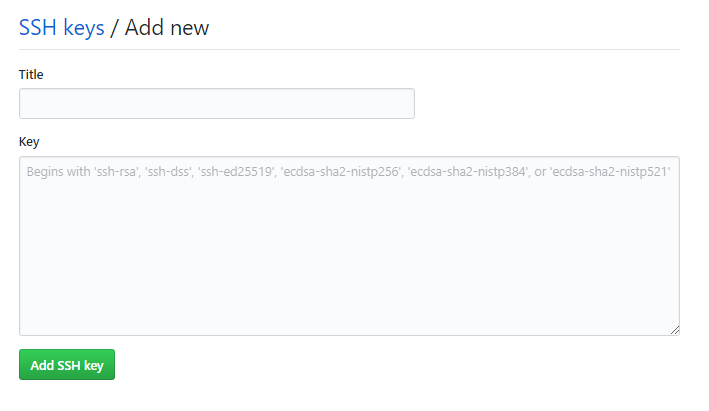 SSH keys / Add new
Title
Key
Begins with 'ssh-rsa', 'ssh-dss', 'ssh-ed25519', 'ecdsa-sha2-nistp256', 'ecdsa-sha2-nistp384', or 'ecdsa-sha2-nistp521'
Add SSH key